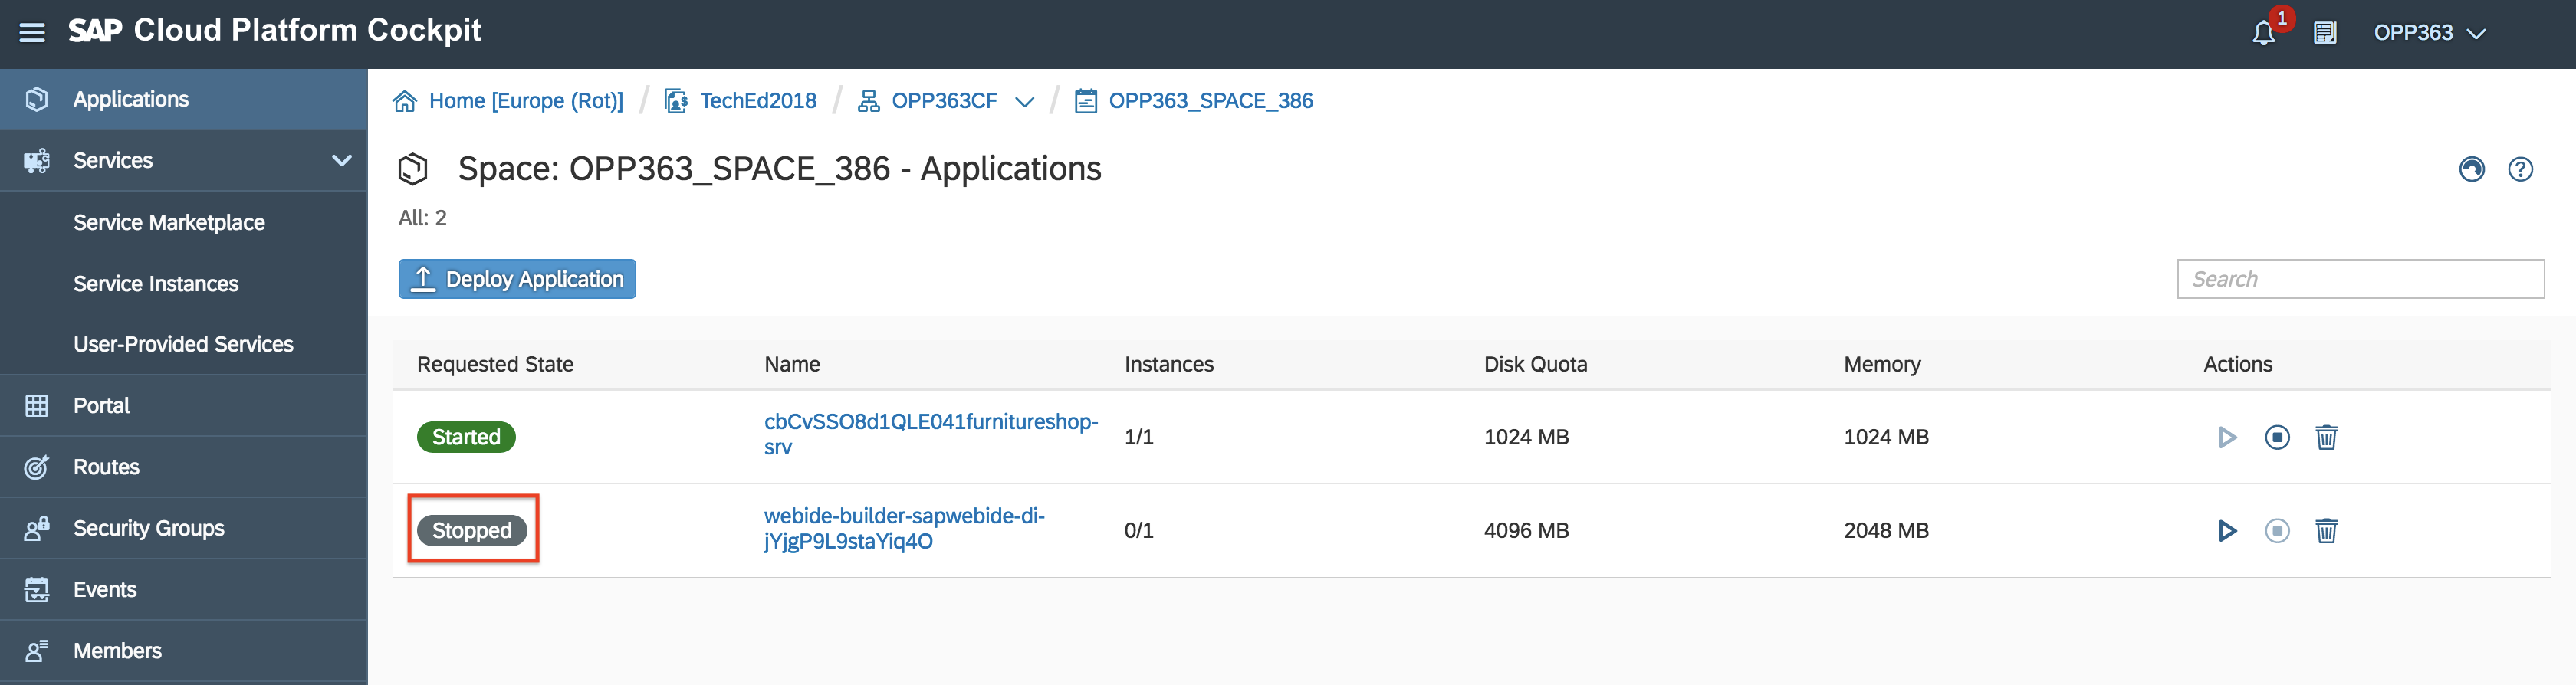 SAP Cloud Platform Cockpit
1
OPP363
Applications
Services
Service Marketplace
Service Instances
User-Provided Services
Portal
Routes
Security Groups
Events
Members
Home [Europe (Rot)] / TechEd2018 / OPP363CF / OPP363_SPACE_386
Space: OPP363_SPACE_386 - Applications
All: 2
Deploy Application
Search
Requested State Name Instances Disk Quota Memory Actions
Started cbCvSSO8d1QLE041furnitureshop-
srv 1/1 1024 MB 1024 MB
Stopped webide-builder-sapwebide-di-
jYjgP9L9staYiq4O 0/1 4096 MB 2048 MB